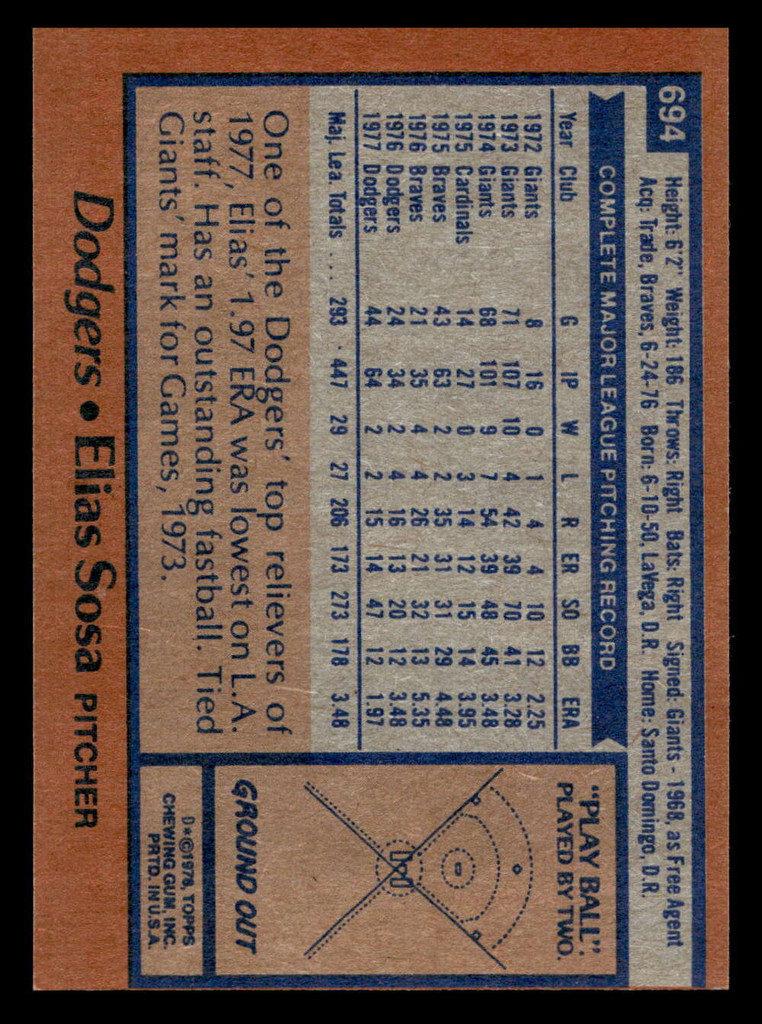 694
Height: 6'2" Weight: 186 Throws: Right Bats: Right Signed: Giants - 1968, as Free Agent
Acq: Trade, Braves, 6-24-76 Born: 6-10-50, LaVega, D.R. Home: Santo Domingo, D.R.
COMPLETE MAJOR LEAGUE PITCHING RECORD
Year Club G IP W L R ER SO BB ERA
1972 Giants 8 16 0 1 4 4 10 12 2.25
1973 Giants 71 107 10 4 42 39 70 41 3.28
1974 Giants 68 101 9 7 54 39 48 45 3.48
1975 Cardinals 14 27 0 3 14 12 15 14 3.95
1975 Braves 43 63 2 2 35 31 31 29 4.48
1976 Braves 21 35 4 4 26 21 32 13 5.35
1976 Dodgers 24 34 2 4 16 13 20 12 3.48
1977 Dodgers 44 64 2 2 15 14 47 12 1.97
Maj. Lea. Totals ... 293 447 29 27 206 173 273 178 3.48
One of the Dodgers' top relievers of
1977, Elias' 1.97 ERA was lowest on L.A.
staff. Has an outstanding fastball. Tied
Giants' mark for Games, 1973.
"PLAY BALL".
PLAYED BY TWO.
GROUND OUT
D*©1978, TOPPS
CHEWING GUM, INC.
PRTD. IN U.S.A.
Dodgers • Elias Sosa PITCHER